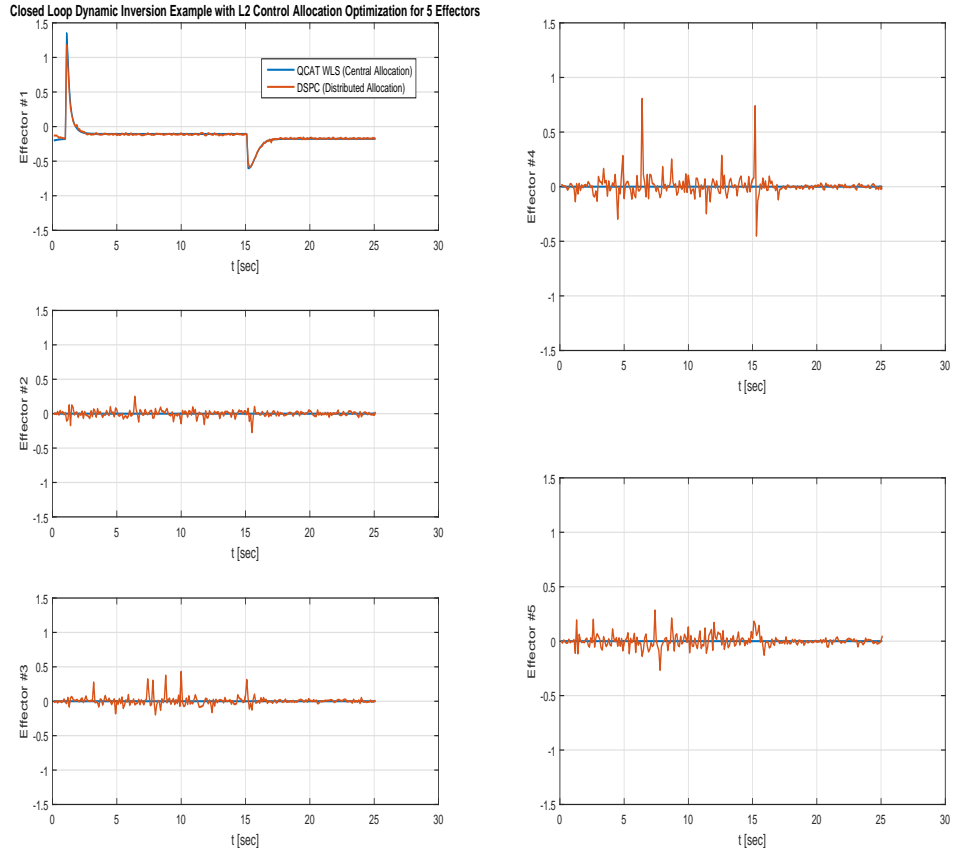 Closed Loop Dynamic Inversion Example with L2 Control Allocation Optimization for 5 Effectors
1.5
1
0.5
0
-0.5
-1
-1.5
Effector #1
QCAT WLS (Central Allocation)
DSPC (Distributed Allocation)
0 5 10 15 20 25 30
t [sec]
1.5
1
0.5
0
-0.5
-1
-1.5
Effector #2
0 5 10 15 20 25 30
t [sec]
1.5
1
0.5
0
-0.5
-1
-1.5
Effector #3
0 5 10 15 20 25 30
t [sec]
1.5
1
0.5
0
-0.5
-1
-1.5
Effector #4
0 5 10 15 20 25 30
t [sec]
1.5
1
0.5
0
-0.5
-1
-1.5
Effector #5
0 5 10 15 20 25 30
t [sec]